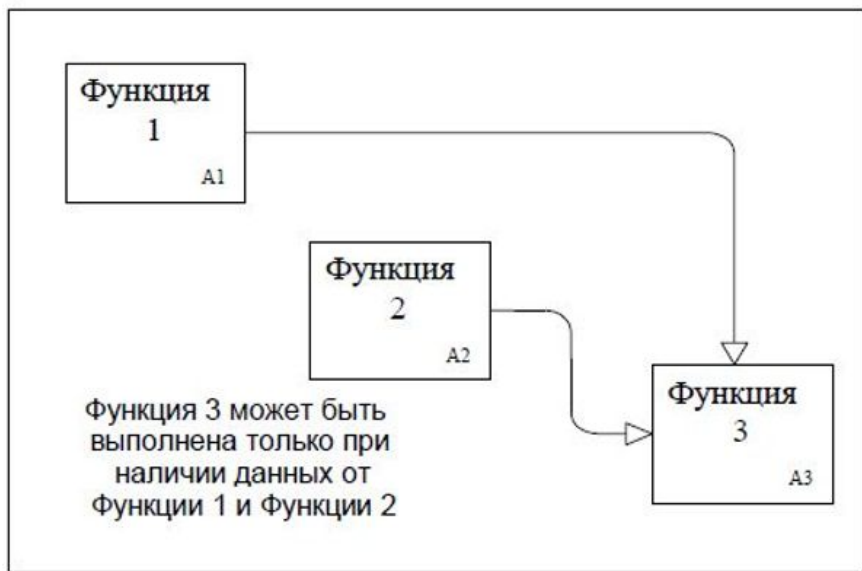 Функция
1
A1
Функция
2
A2
Функция
3
A3
Функция 3 может быть
выполнена только при
наличии данных от
Функции 1 и Функции 2